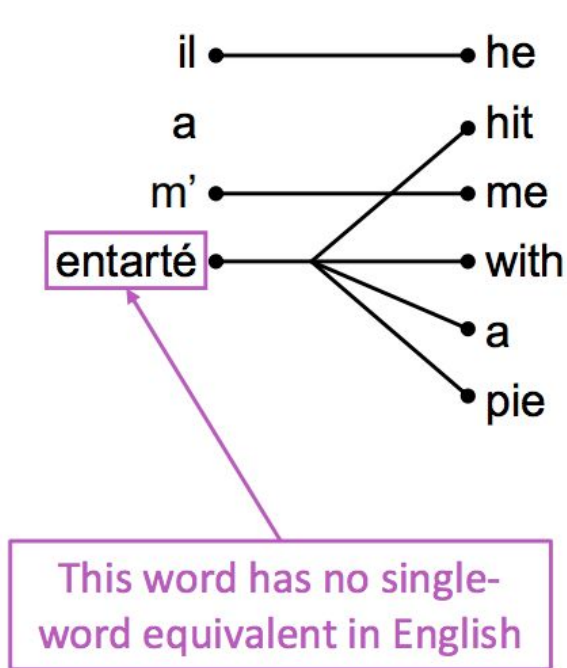 il he
a hit
m’ me
entarté with
a
pie
This word has no single-
word equivalent in English